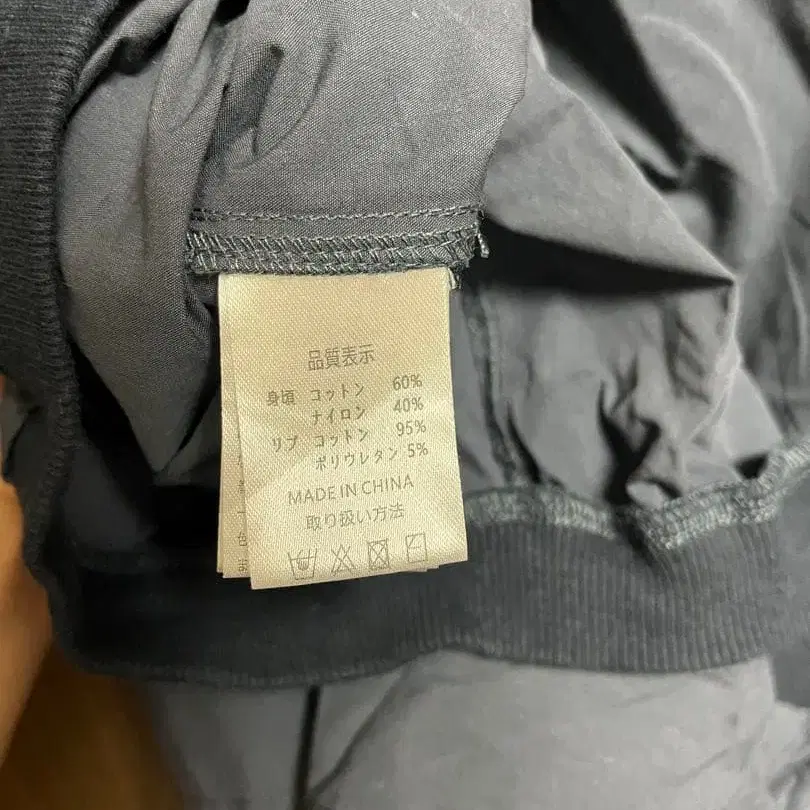 品質表示
身頃 コットン 60%
ナイロン 40%
リブ コットン 95%
ポリウレタン 5%
MADE IN CHINA
取り扱い方法